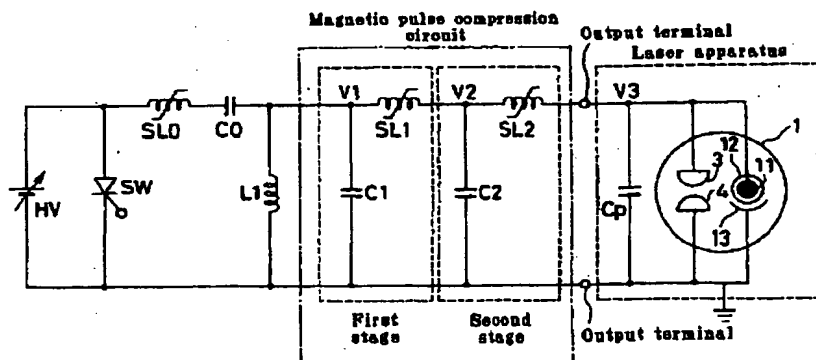 Magnetic pulse compression
circuit
Output terminal
Laser apparatus
V1
V2
V3
1
SL0
C0
SL1
SL2
12
11
3
SW
HV
L1
C1
C2
Cp
4
13
First
stage
Second
stage
Output terminal